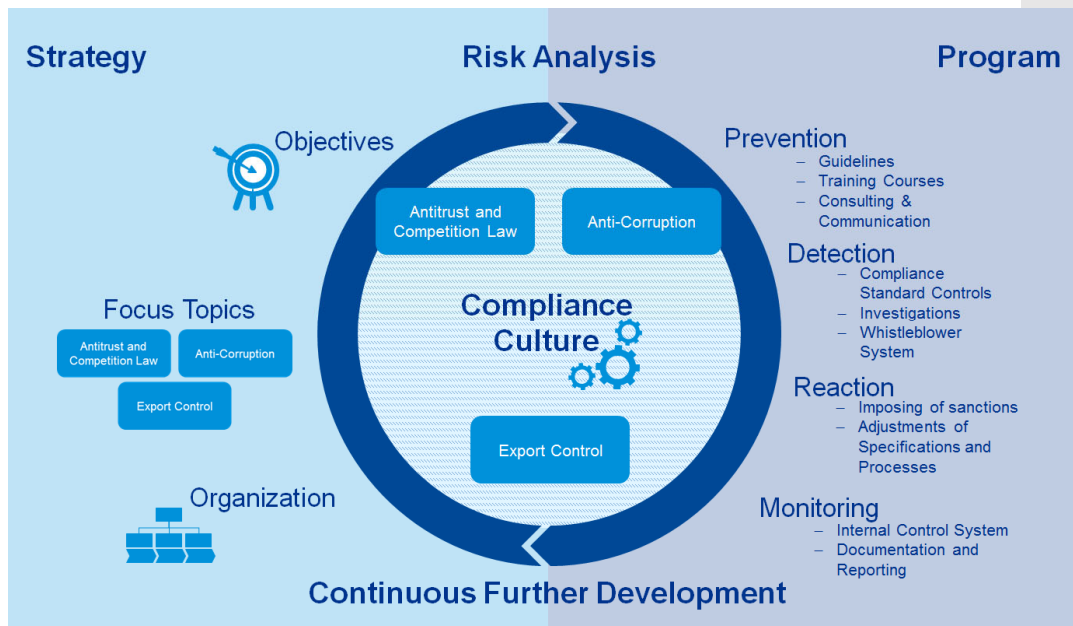 Strategy
Risk Analysis
Program
Objectives
Focus Topics
Antitrust and
Competition Law
Anti-Corruption
Export Control
Organization
Antitrust and
Competition Law
Anti-Corruption
Compliance
Culture
Export Control
Prevention
– Guidelines
– Training Courses
– Consulting &
Communication
Detection
– Compliance
Standard Controls
– Investigations
– Whistleblower
System
Reaction
– Imposing of sanctions
– Adjustments of
Specifications and
Processes
Monitoring
– Internal Control System
– Documentation and
Reporting
Continuous Further Development